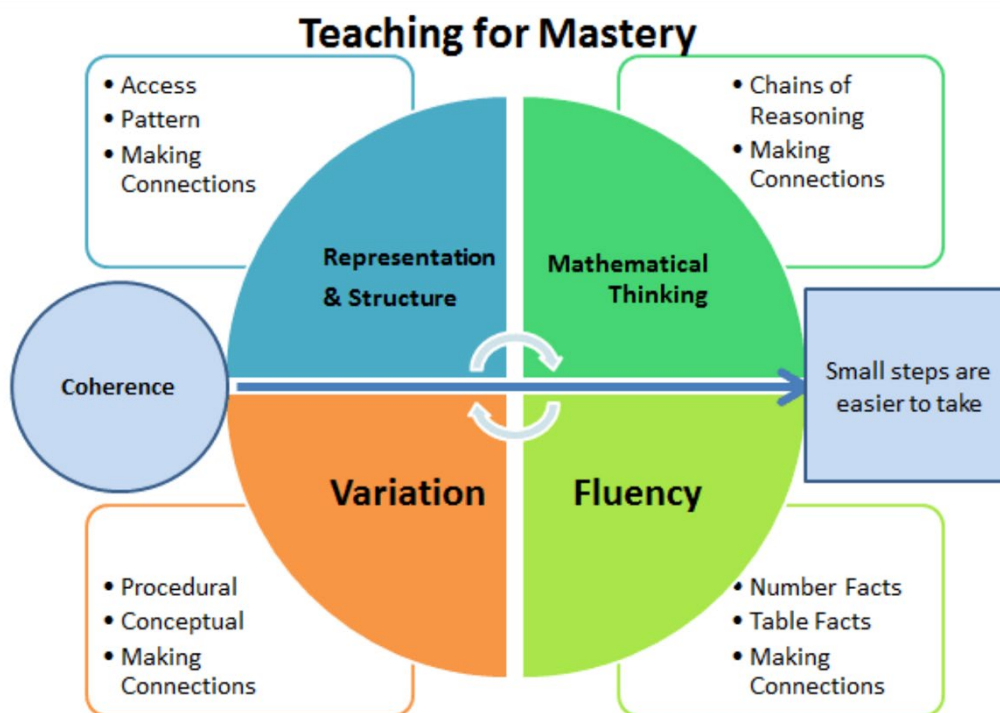 Teaching for Mastery
• Access
• Pattern
• Making
Connections
• Chains of
Reasoning
• Making
Connections
Representation
& Structure
Mathematical
Thinking
Coherence
Small steps are
easier to take
Variation
Fluency
• Procedural
• Conceptual
• Making
Connections
• Number Facts
• Table Facts
• Making
Connections